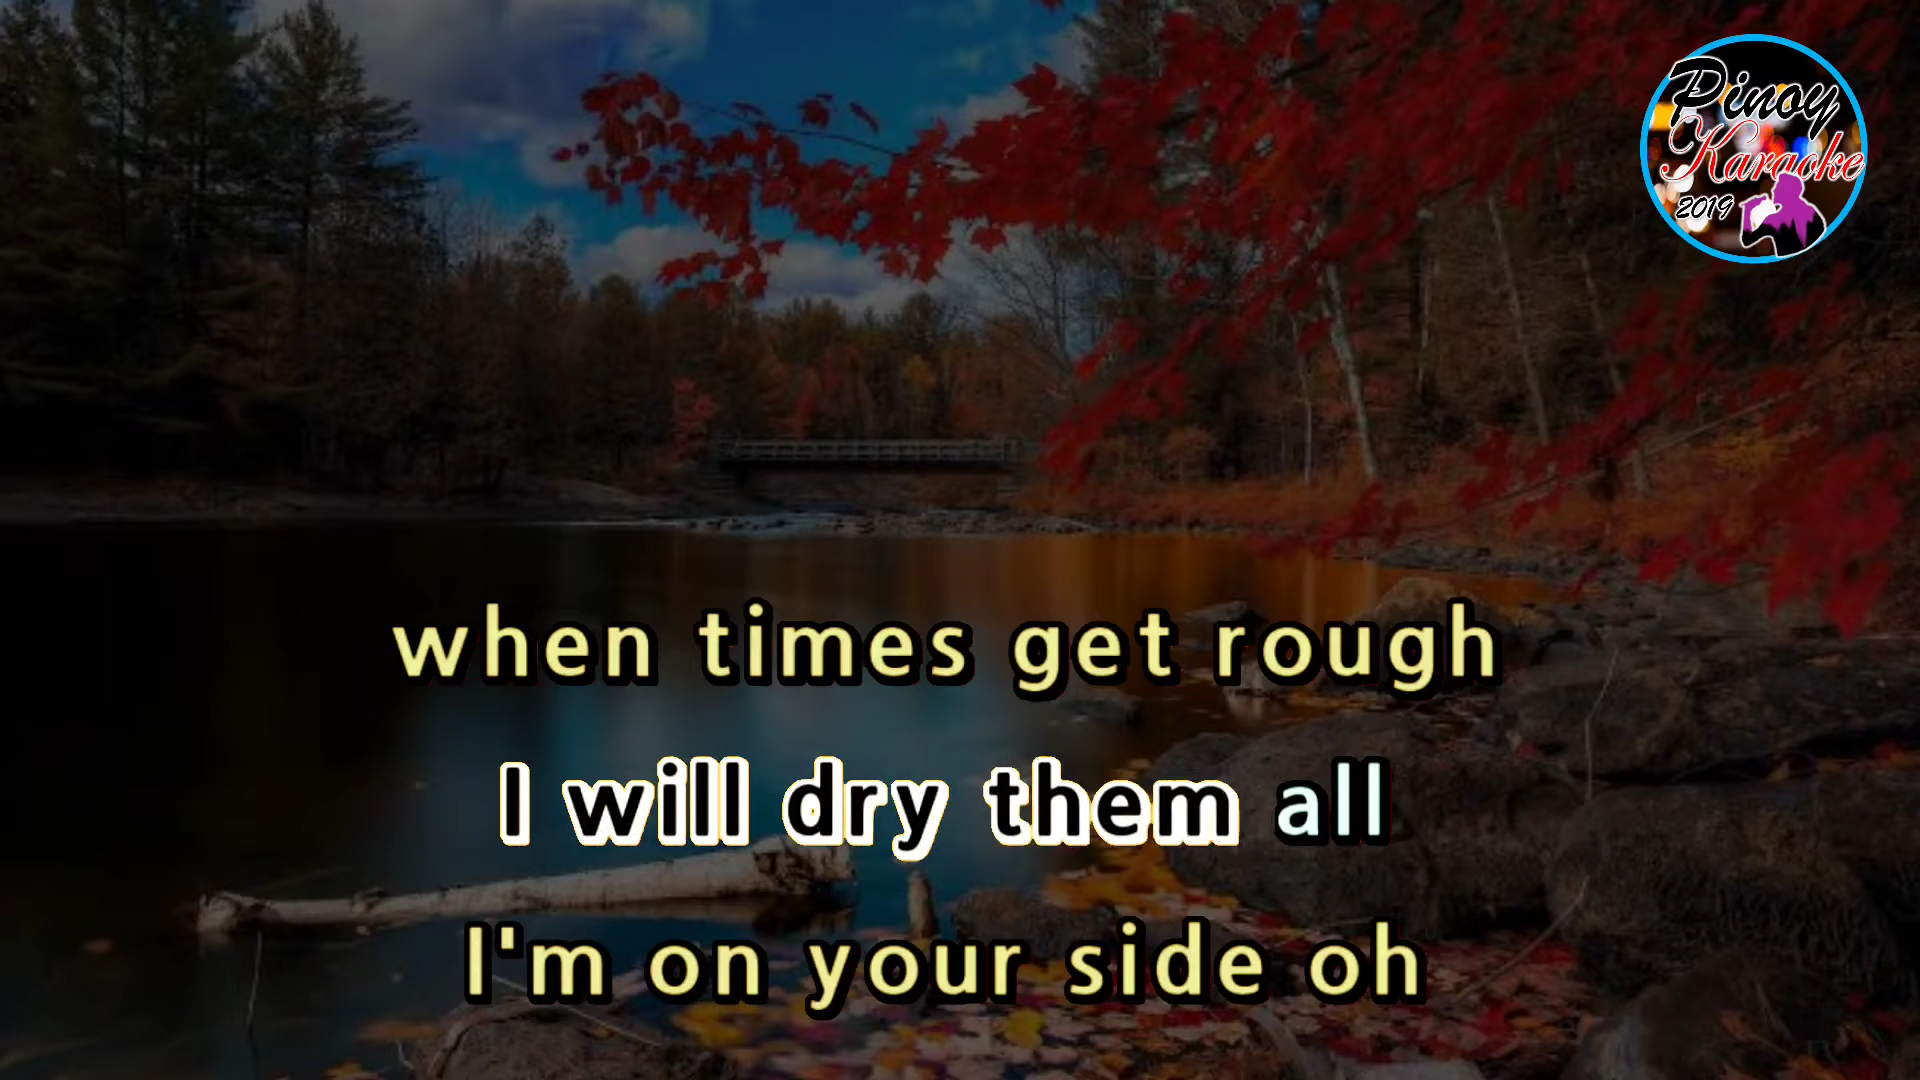 Pinoy
Karaoke
2019
when times get rough
I will dry them all
I'm on your side oh